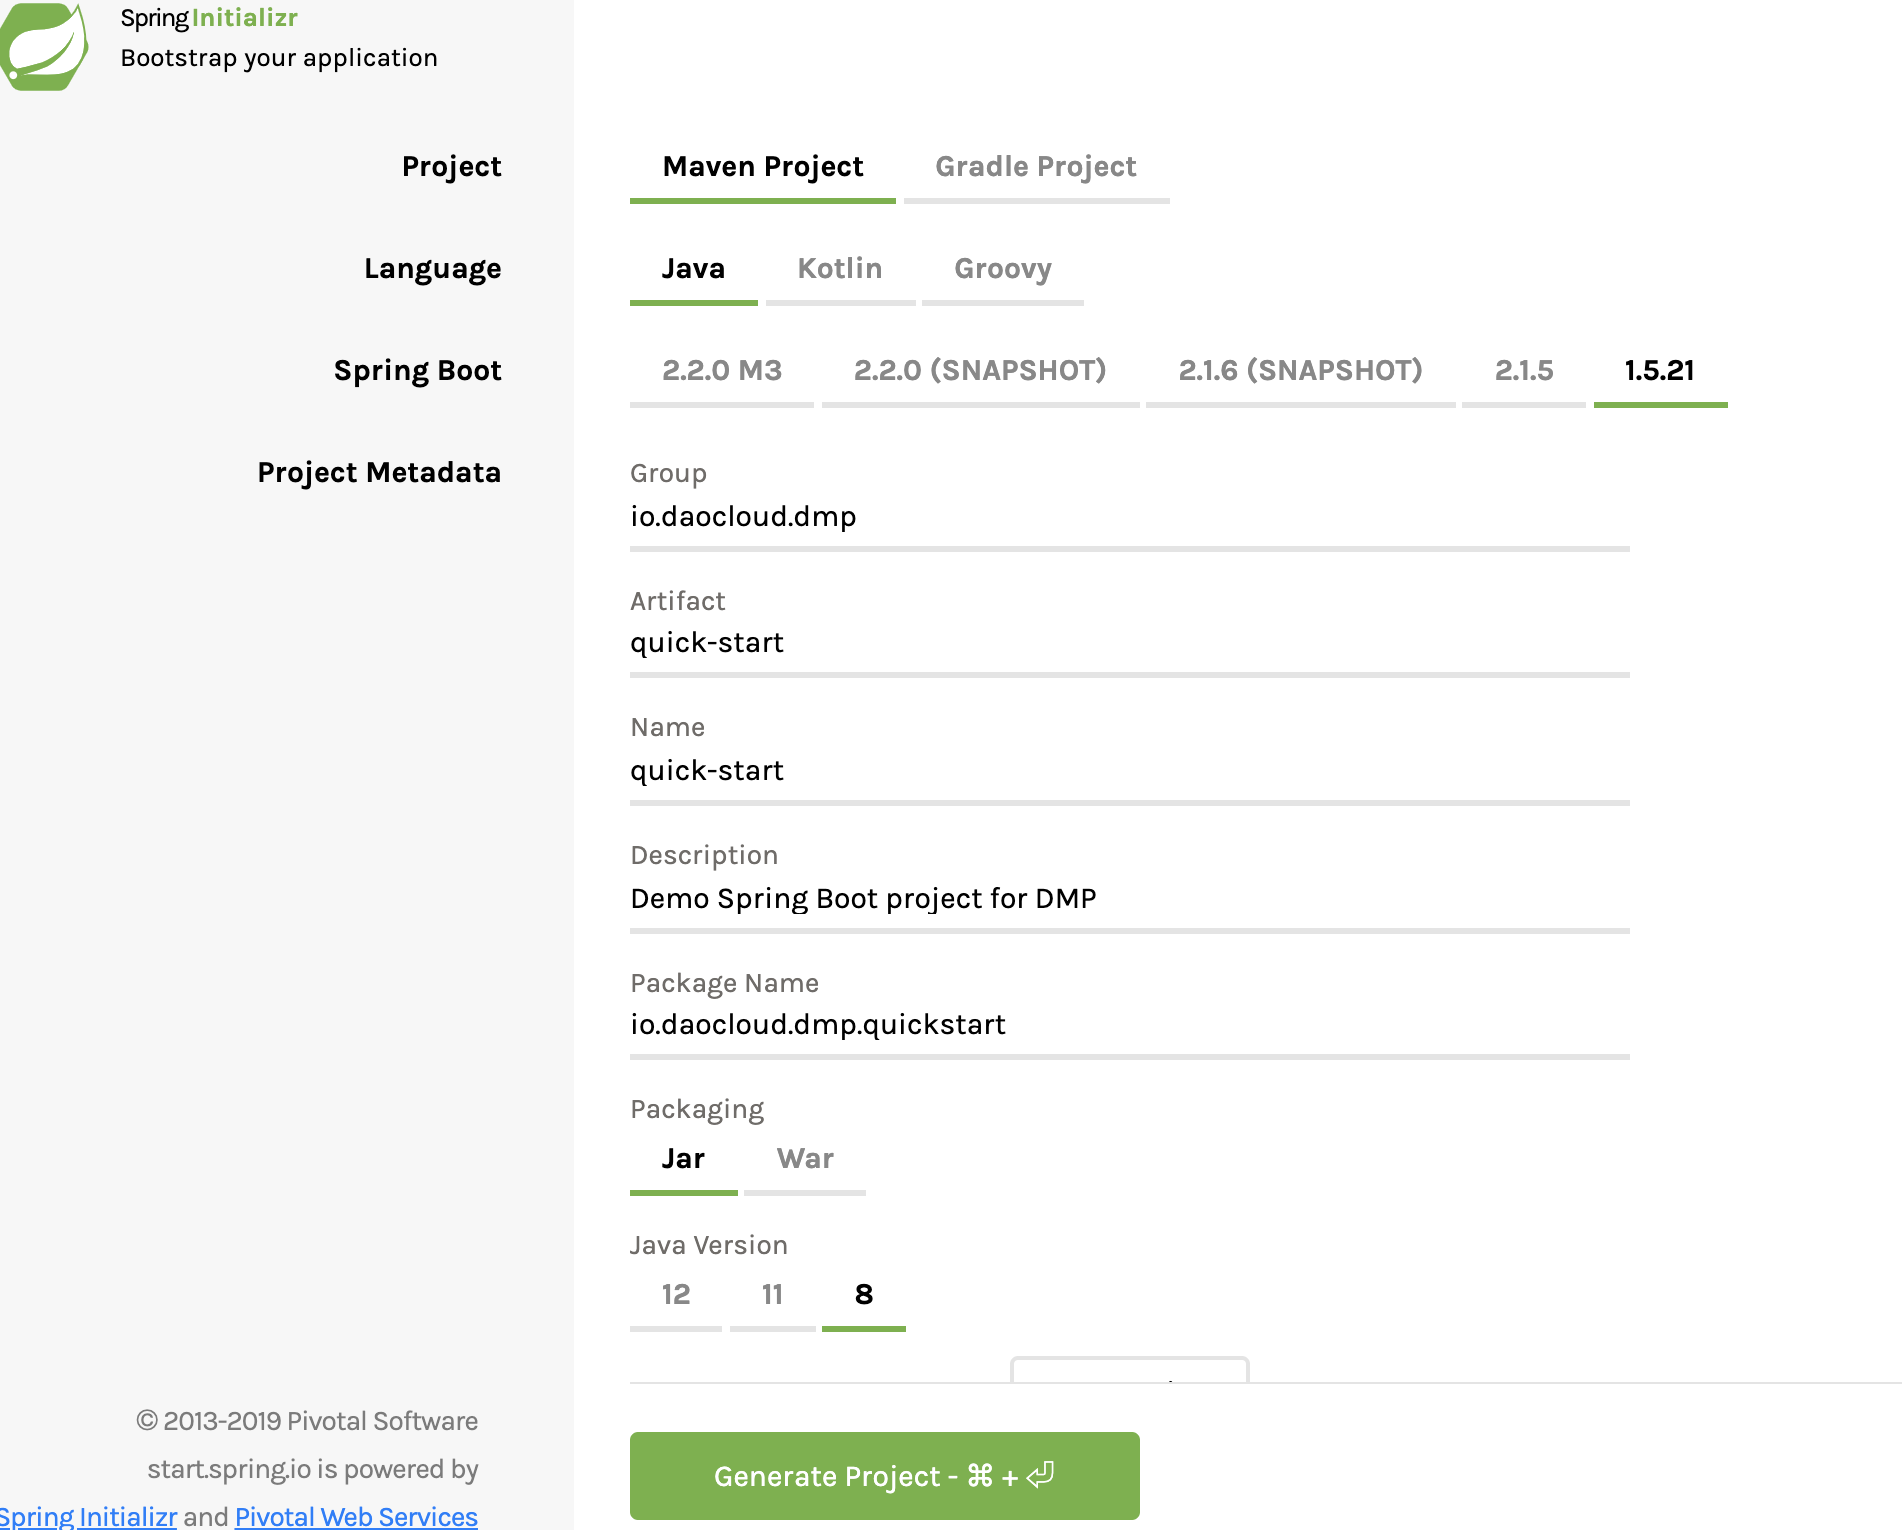 Spring Initializr
Bootstrap your application
Project
Maven Project Gradle Project
Language
Java Kotlin Groovy
Spring Boot
2.2.0 M3 2.2.0 (SNAPSHOT) 2.1.6 (SNAPSHOT) 2.1.5 1.5.21
Project Metadata
Group
io.daocloud.dmp
Artifact
quick-start
Name
quick-start
Description
Demo Spring Boot project for DMP
Package Name
io.daocloud.dmp.quickstart
Packaging
Jar War
Java Version
12 11 8
© 2013-2019 Pivotal Software
start.spring.io is powered by
Spring Initializr and Pivotal Web Services
Generate Project - ⌘ + ⏎